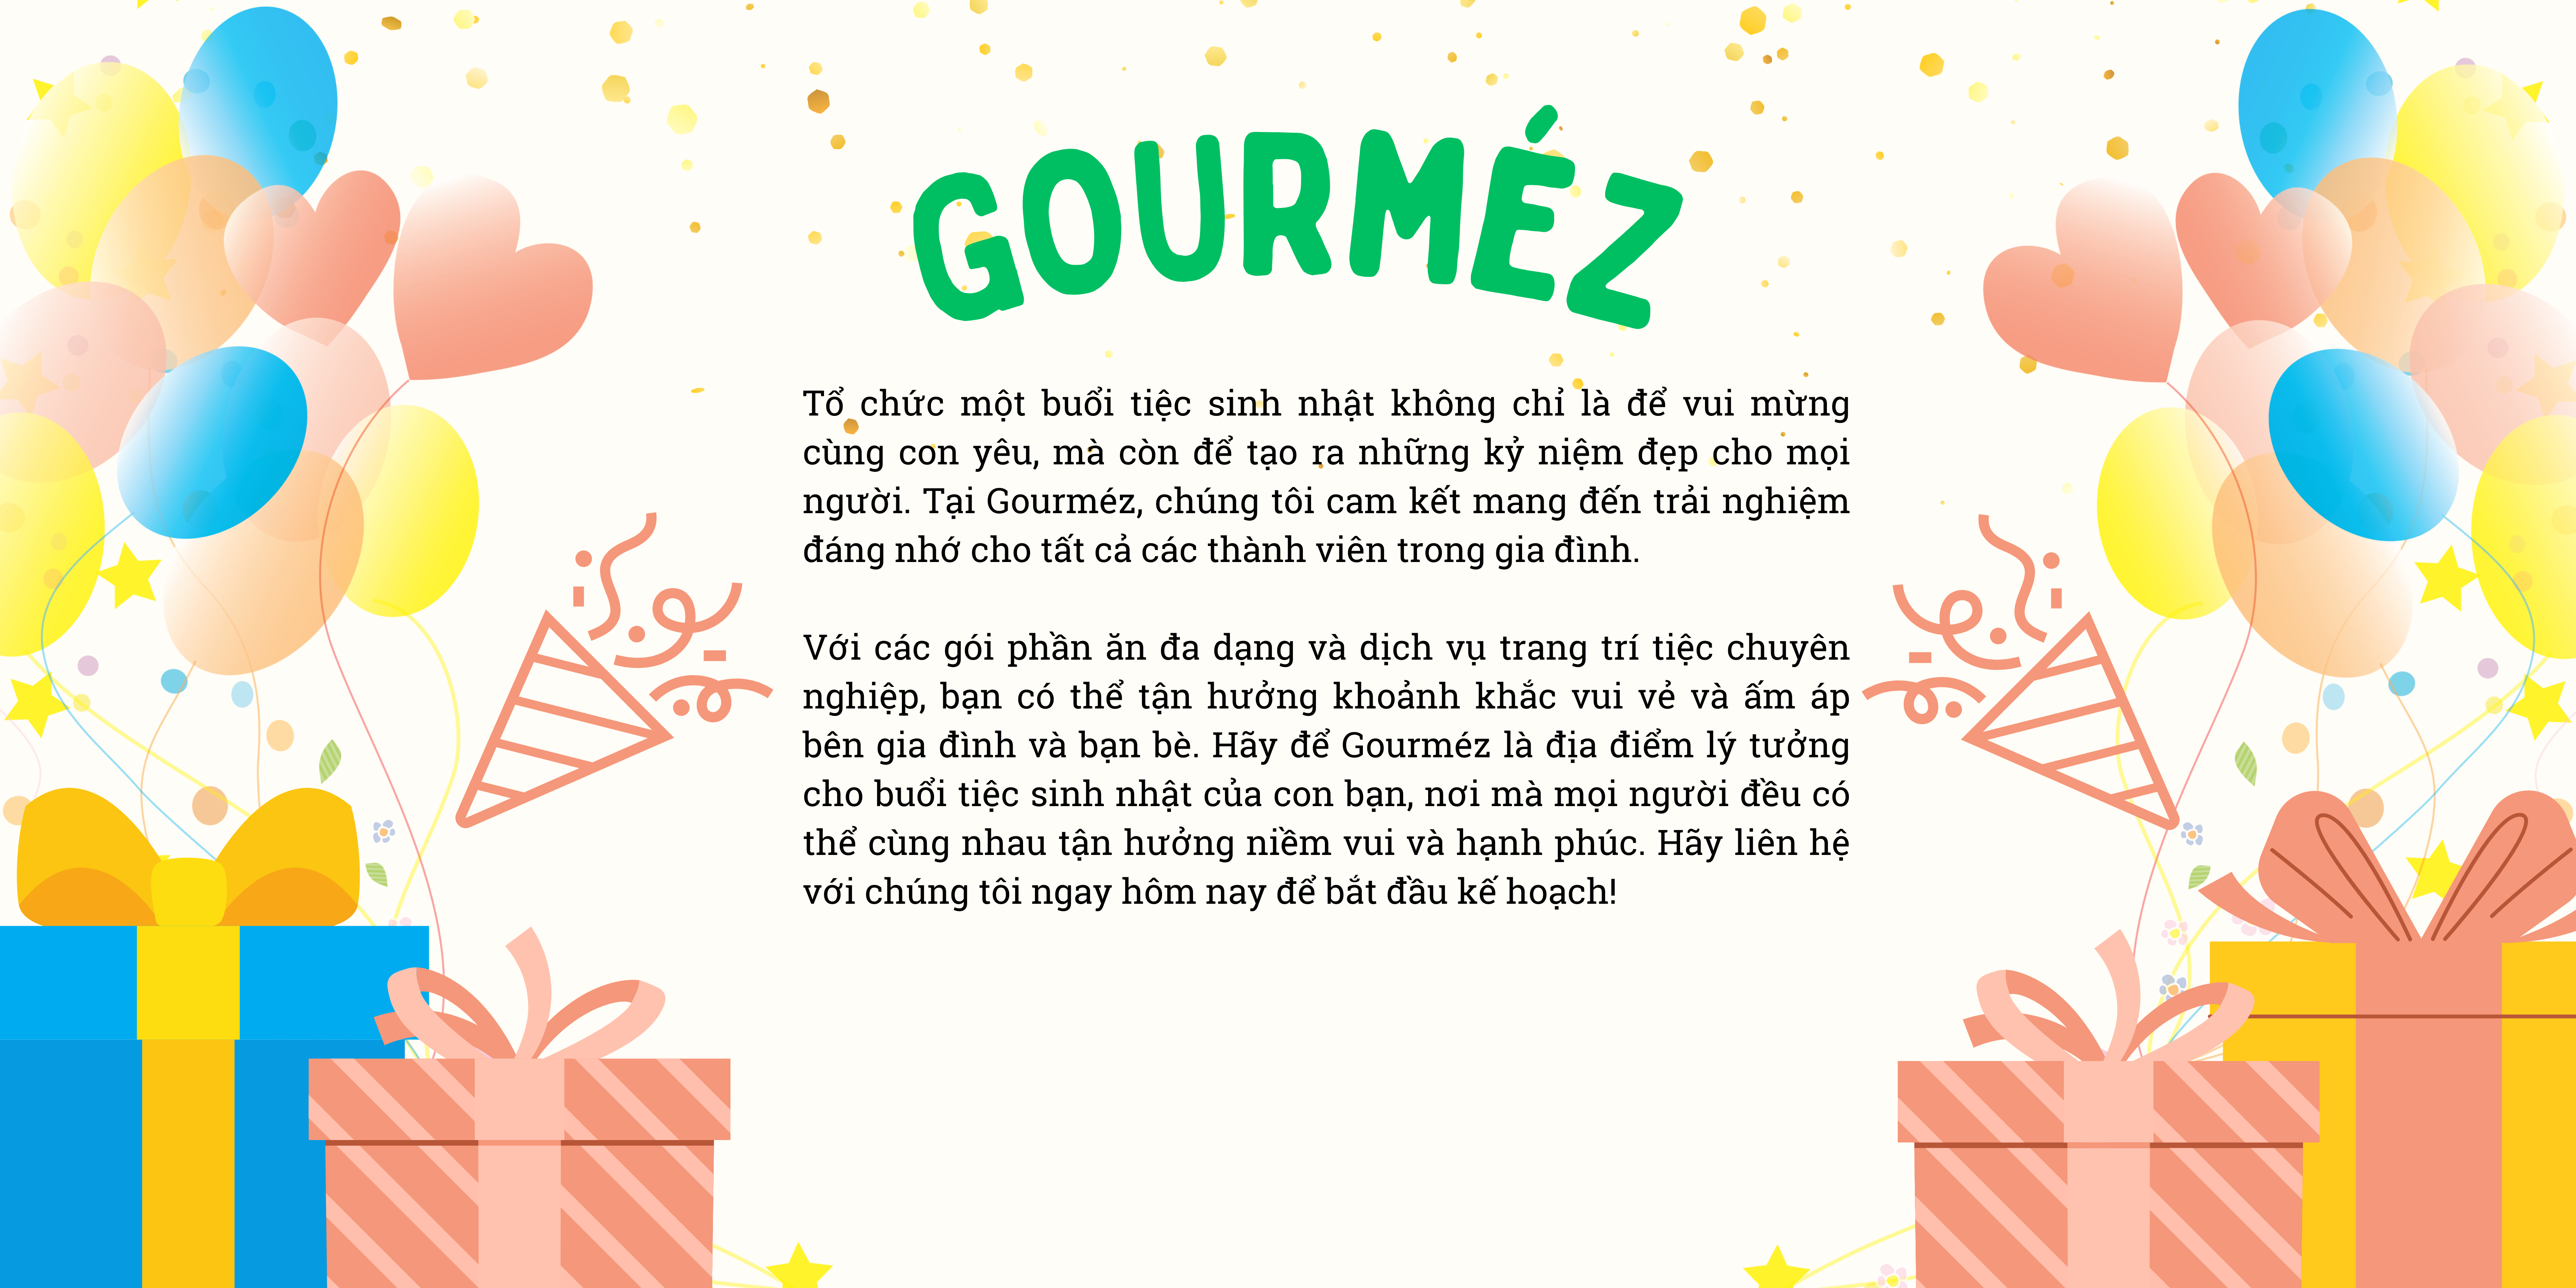 GOURMÉZ
Tổ chức một buổi tiệc sinh nhật không chỉ là để vui mừng
cùng con yêu, mà còn để tạo ra những kỷ niệm đẹp cho mọi
người. Tại Gourméz, chúng tôi cam kết mang đến trải nghiệm
đáng nhớ cho tất cả các thành viên trong gia đình.
Với các gói phần ăn đa dạng và dịch vụ trang trí tiệc chuyên
nghiệp, bạn có thể tận hưởng khoảnh khắc vui vẻ và ấm áp
bên gia đình và bạn bè. Hãy để Gourméz là địa điểm lý tưởng
cho buổi tiệc sinh nhật của con bạn, nơi mà mọi người đều có
thể cùng nhau tận hưởng niềm vui và hạnh phúc. Hãy liên hệ
với chúng tôi ngay hôm nay để bắt đầu kế hoạch!